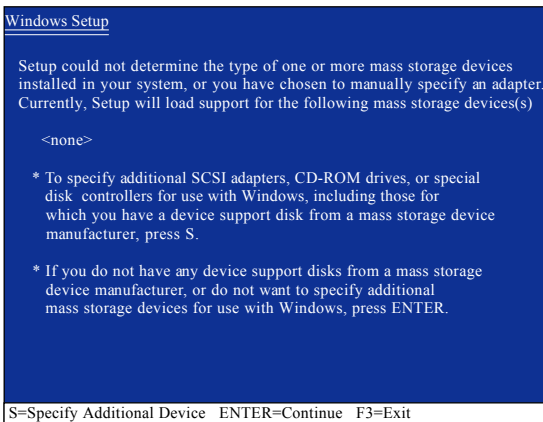 Windows Setup
Setup could not determine the type of one or more mass storage devices
installed in your system, or you have chosen to manually specify an adapter.
Currently, Setup will load support for the following mass storage devices(s)
<none>
* To specify additional SCSI adapters, CD-ROM drives, or special
disk controllers for use with Windows, including those for
which you have a device support disk from a mass storage device
manufacturer, press S.
* If you do not have any device support disks from a mass storage
device manufacturer, or do not want to specify additional
mass storage devices for use with Windows, press ENTER.
S=Specify Additional Device ENTER=Continue F3=Exit